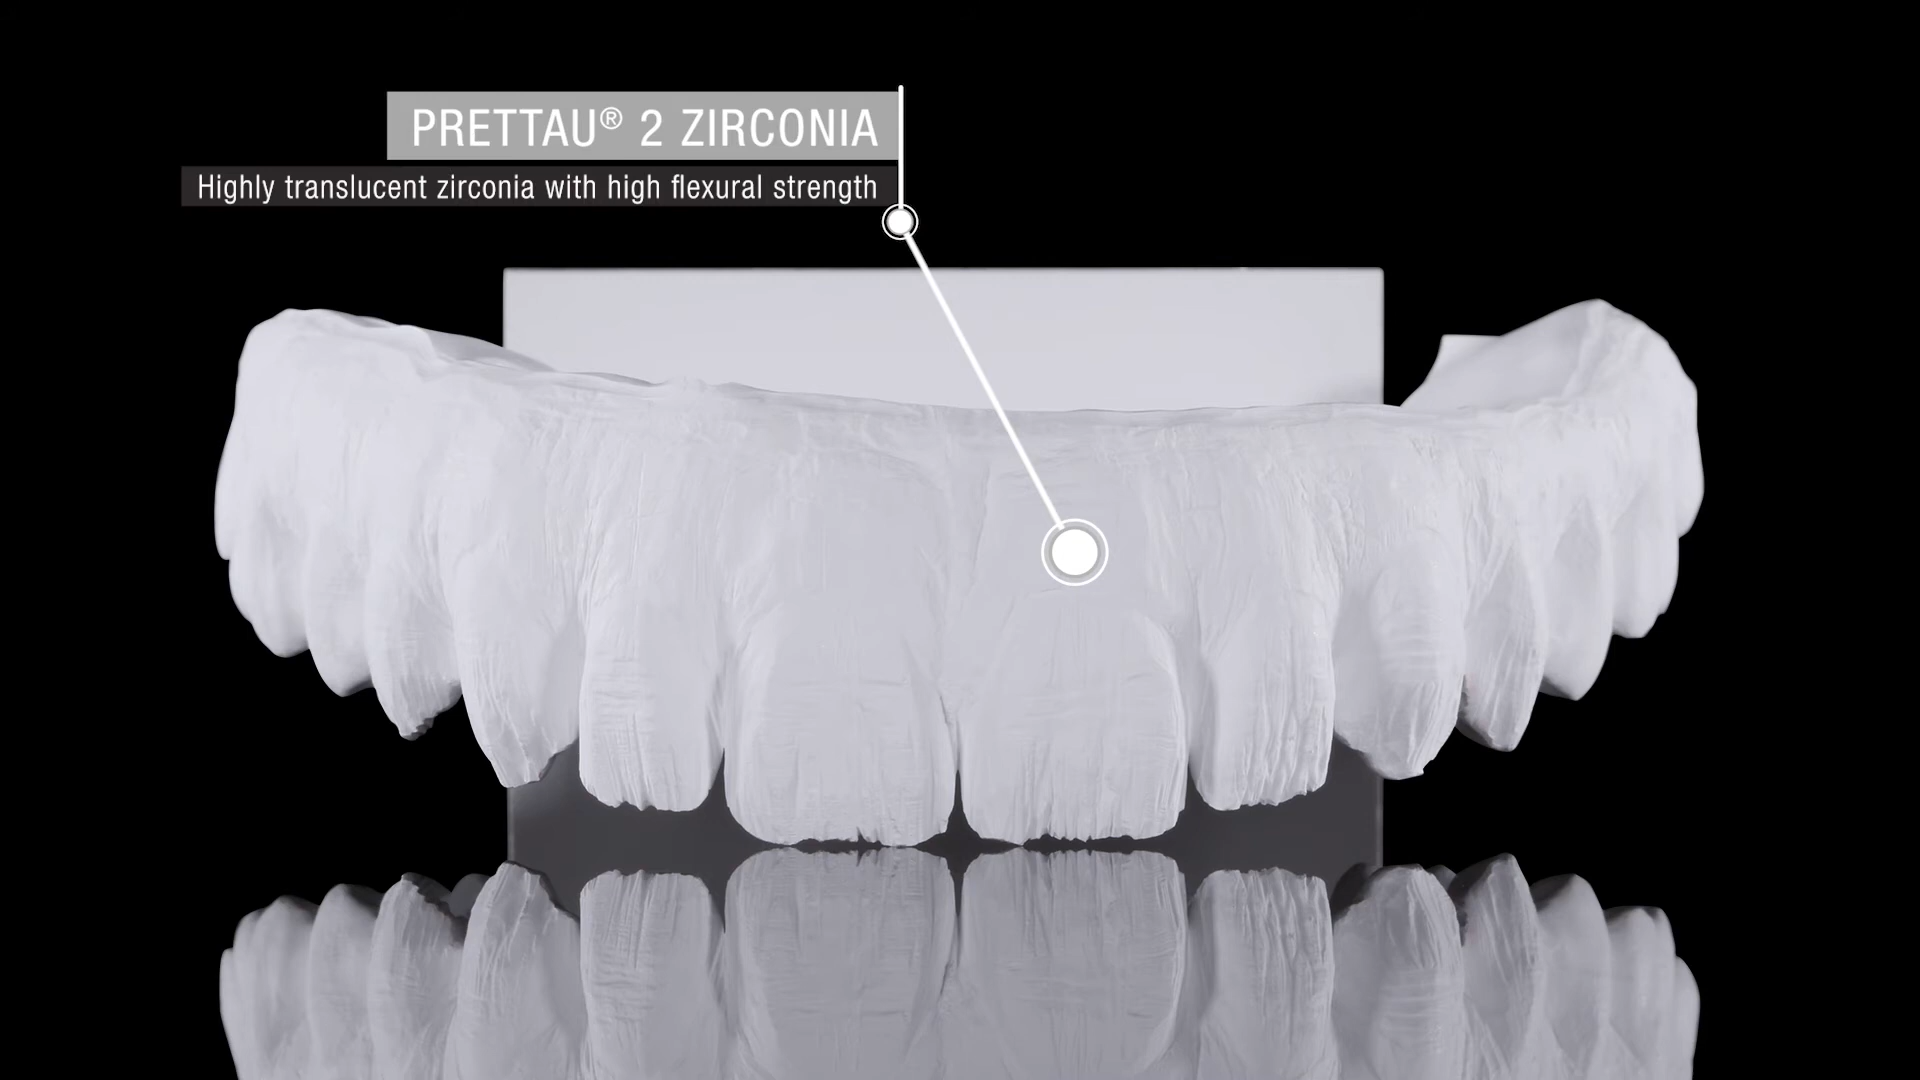 PRETTAU® 2 ZIRCONIA
Highly translucent zirconia with high flexural strength